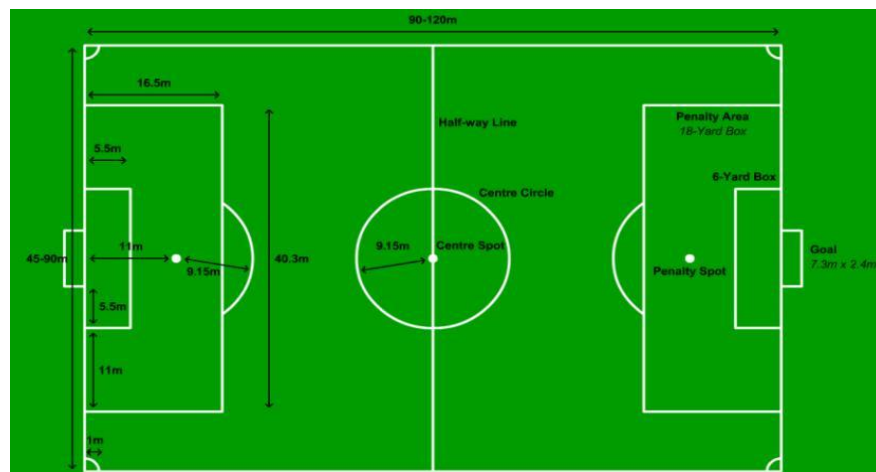 90-120m
16.5m
Half-way Line
Penalty Area
18-Yard Box
5.5m
6-Yard Box
Centre Circle
11m
9.15m
Centre Spot
Goal
45-90m
40.3m
7.3m x 2.4m
9.15m
Penalty Spot
5.5m
11m
1m